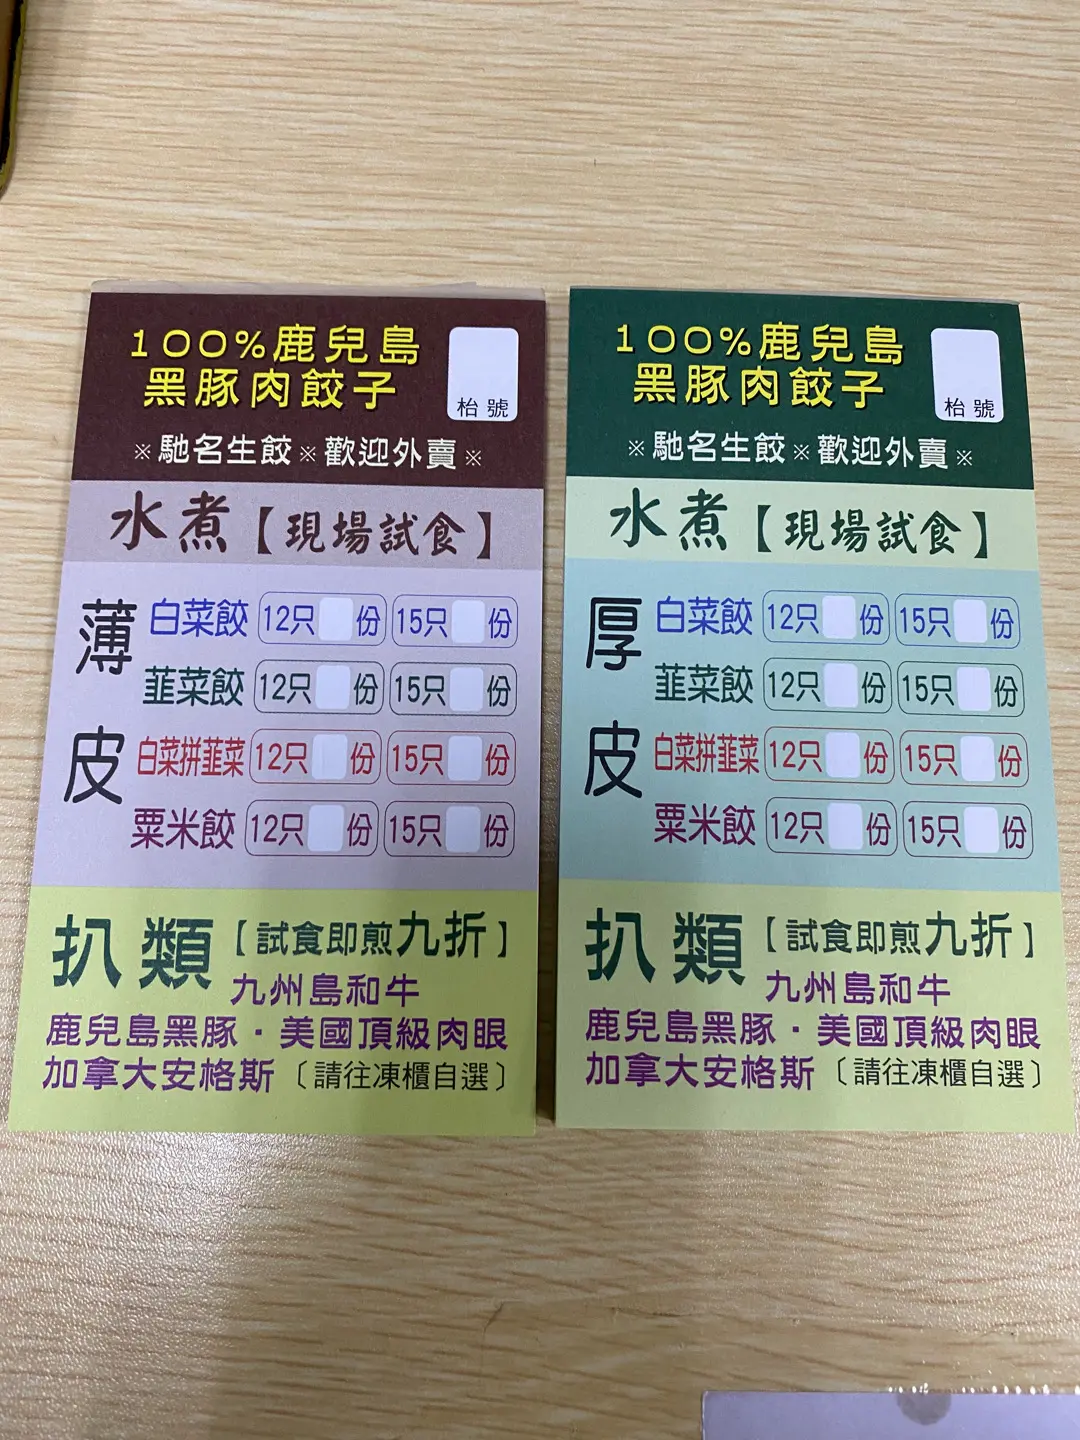 100%鹿兒島
黑豚肉餃子
枱號
※馳名生餃※歡迎外賣※
水煮【現場試食】
薄皮
白菜餃 12只 份 15只 份
韮菜餃 12只 份 15只 份
白菜拼韮菜 12只 份 15只 份
粟米餃 12只 份 15只 份
扒類【試食即煎九折】
九州島和牛
鹿兒島黑豚·美國頂級肉眼
加拿大安格斯〔請往凍櫃自選〕
100%鹿兒島
黑豚肉餃子
枱號
※馳名生餃※歡迎外賣※
水煮【現場試食】
厚皮
白菜餃 12只 份 15只 份
韮菜餃 12只 份 15只 份
白菜拼韮菜 12只 份 15只 份
粟米餃 12只 份 15只 份
扒類【試食即煎九折】
九州島和牛
鹿兒島黑豚·美國頂級肉眼
加拿大安格斯〔請往凍櫃自選〕